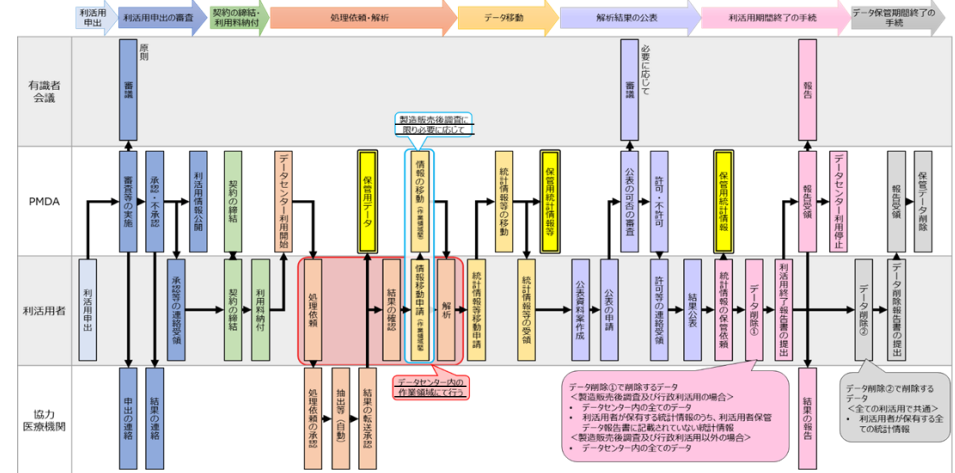 利活用
申出
利活用申出の審査
契約の締結・
利用料納付
処理依頼・解析
データ移動
解析結果の公表
利活用期間終了の手続
データ保管期間終了の
手続
有識者
会議
審議
原則
審議
必要に応じて
報告
製造販売後調査に
限り必要に応じて
PMDA
審査等の実施
承認・不承認
利活用情報公開
契約の締結
データセンター利用開始
保管用データ
情報の移動（作業領域間）
統計情報等の移動
保管用統計情報等
公表の可否の審査
許可・不許可
保管用統計情報
報告受領
データセンター利用停止
報告受領
保管データ削除
利活用者
利活用申出
承認等の連絡受領
契約の締結
利用料納付
処理依頼
結果の確認
情報移動申請（作業領域間）
解析
統計情報等移動申請
統計情報等の受領
公表資料案作成
公表の申請
許可等の連絡受領
結果公表
統計情報の保管依頼
データ削除①
利活用終了報告書の提出
データ削除②
データ削除報告書の提出
データセンター内の
作業領域にて行う
協力
医療機関
申出の連絡
結果の連絡
処理依頼の承認
抽出等（自動）
結果の転送承認
結果の報告
データ削除①で削除するデータ
＜製造販売後調査及び行政利用の場合＞
• データセンター内の全てのデータ
• 利活用者が保有する統計情報のうち、利活用者保管
データ報告書に記載されていない統計情報
＜製造販売後調査及び行政利用以外の場合＞
• データセンター内の全てのデータ
データ削除②で削除する
データ
＜全ての利活用で共通＞
• 利活用者が保有する全
ての統計情報